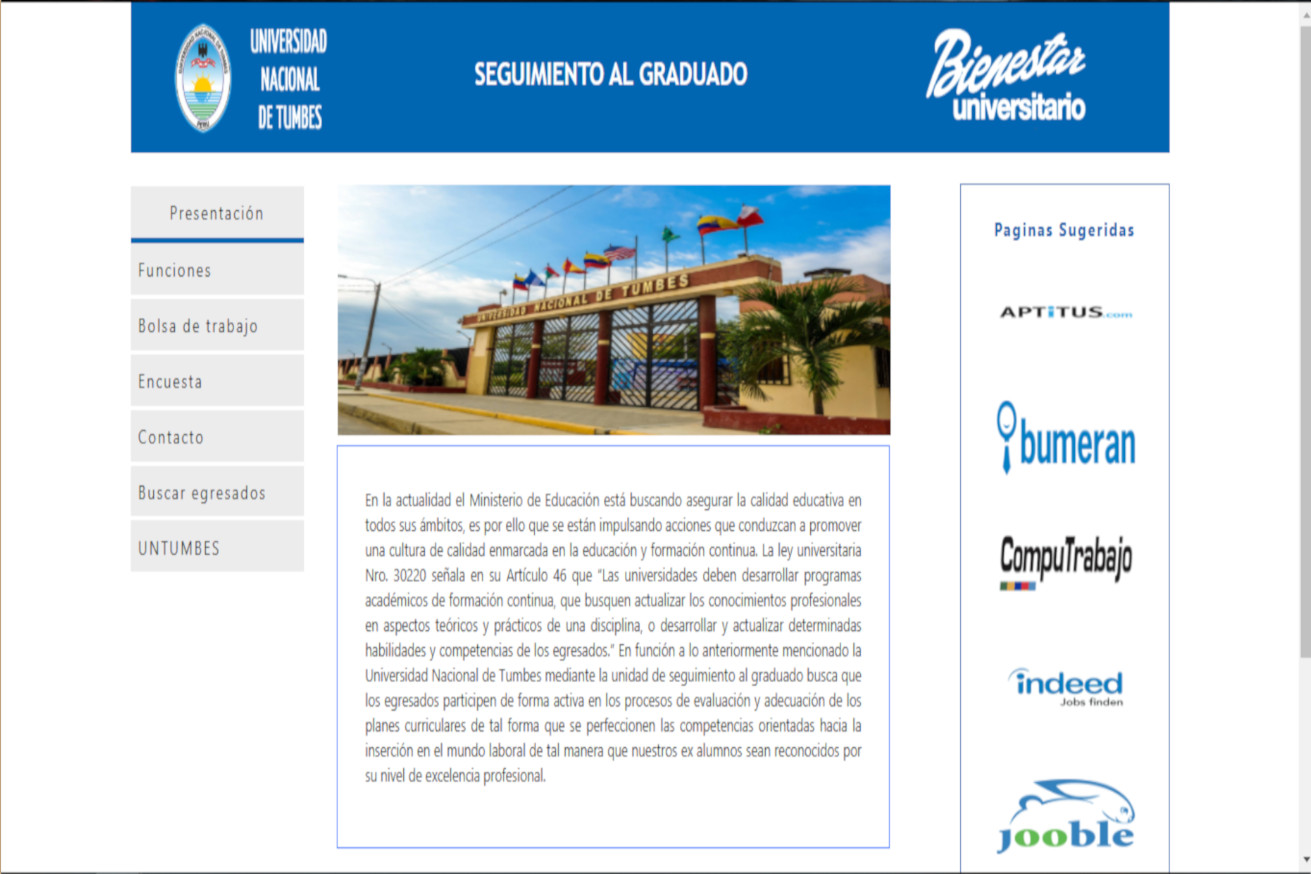 UNIVERSIDAD
NACIONAL
DE TUMBES
SEGUIMIENTO AL GRADUADO
Bienestar
universitario
Presentación
Funciones
Bolsa de trabajo
Encuesta
Contacto
Buscar egresados
UNTUMBES
UNIVERSIDAD NACIONAL DE TUMBES
En la actualidad el Ministerio de Educación está buscando asegurar la calidad educativa en
todos sus ámbitos, es por ello que se están impulsando acciones que conduzcan a promover
una cultura de calidad enmarcada en la educación y formación continua. La ley universitaria
Nro. 30220 señala en su Artículo 46 que “Las universidades deben desarrollar programas
académicos de formación continua, que busquen actualizar los conocimientos profesionales
en aspectos teóricos y prácticos de una disciplina, o desarrollar y actualizar determinadas
habilidades y competencias de los egresados.” En función a lo anteriormente mencionado la
Universidad Nacional de Tumbes mediante la unidad de seguimiento al graduado busca que
los egresados participen de forma activa en los procesos de evaluación y adecuación de los
planes curriculares de tal forma que se perfeccionen las competencias orientadas hacia la
inserción en el mundo laboral de tal manera que nuestros ex alumnos sean reconocidos por
su nivel de excelencia profesional.
Paginas Sugeridas
APTiTUS.com
bumeran
CompuTrabajo
indeed
Jobs finden
jooble